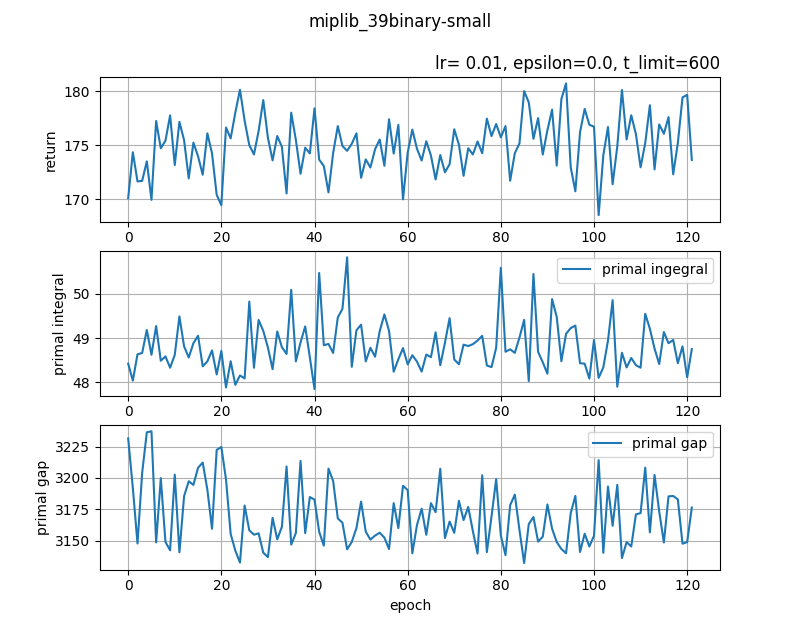 miplib_39binary-small
lr= 0.01, epsilon=0.0, t_limit=600
return
180
175
170
0 20 40 60 80 100 120
primal integral
primal ingegral
50
49
48
0 20 40 60 80 100 120
primal gap
primal gap
3225
3200
3175
3150
0 20 40 60 80 100 120
epoch